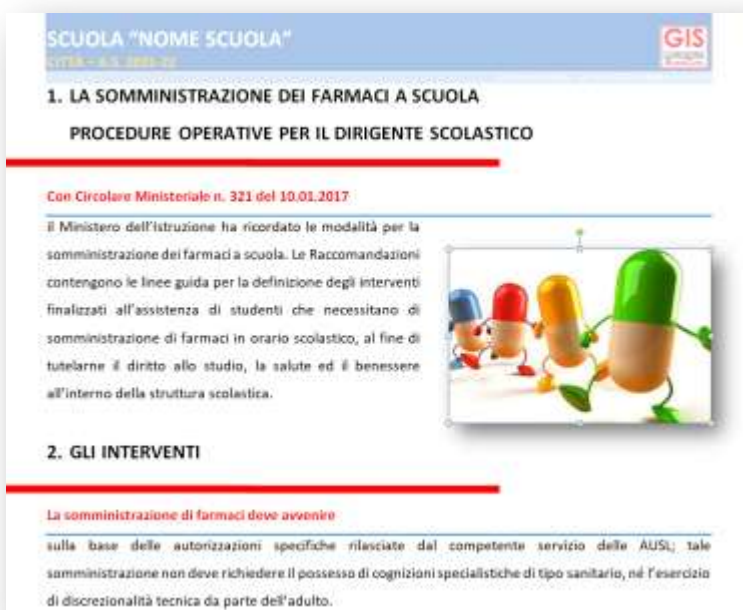 SCUOLA "NOME SCUOLA"
GIS
1. LA SOMMINISTRAZIONE DEI FARMACI A SCUOLA
PROCEDURE OPERATIVE PER IL DIRIGENTE SCOLASTICO
Con Circolare Ministeriale n. 321 del 10.01.2017
il Ministero dell'Istruzione ha ricordato le modalità per la
somministrazione dei farmaci a scuola. Le Raccomandazioni
contengono le linee guida per la definizione degli interventi
finalizzati all'assistenza di studenti che necessitano di
somministrazione di farmaci in orario scolastico, al fine di
tutelarne il diritto allo studio, la salute ed il benessere
all'interno della struttura scolastica.
2. GLI INTERVENTI
La somministrazione di farmaci deve avvenire
sulla base delle autorizzazioni specifiche rilasciate dal competente servizio delle AUSL; tale
somministrazione non deve richiedere il possesso di cognizioni specialistiche di tipo sanitario, né l'esercizio
di discrezionalità tecnica da parte dell'adulto.